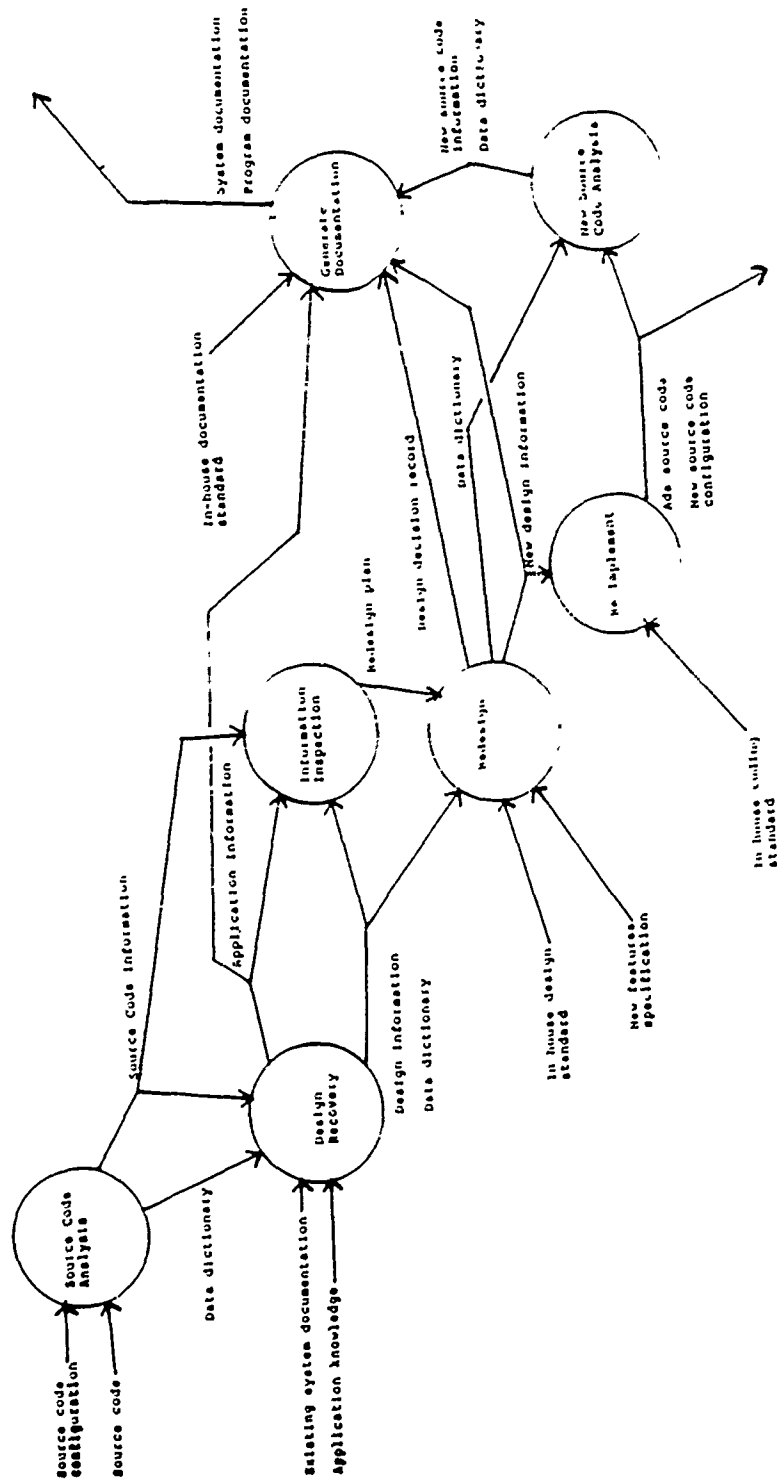 Source code
configuration
Source code
Source Code
Analysis
Source Code information
Data dictionary
Existing system documentation
Application knowledge
Design
Recovery
Application information
Design information
Data dictionary
Information
Inspection
Redesign plan
In house design
standard
New features
specification
Redesign
Design decision record
Data dictionary
New design information
In house coding
standard
Re implement
Ada source code
New source code
configuration
In-house documentation
standard
Generate
Documentation
System documentation
Program documentation
New source code
information
Data dictionary
New Source
Code Analysis